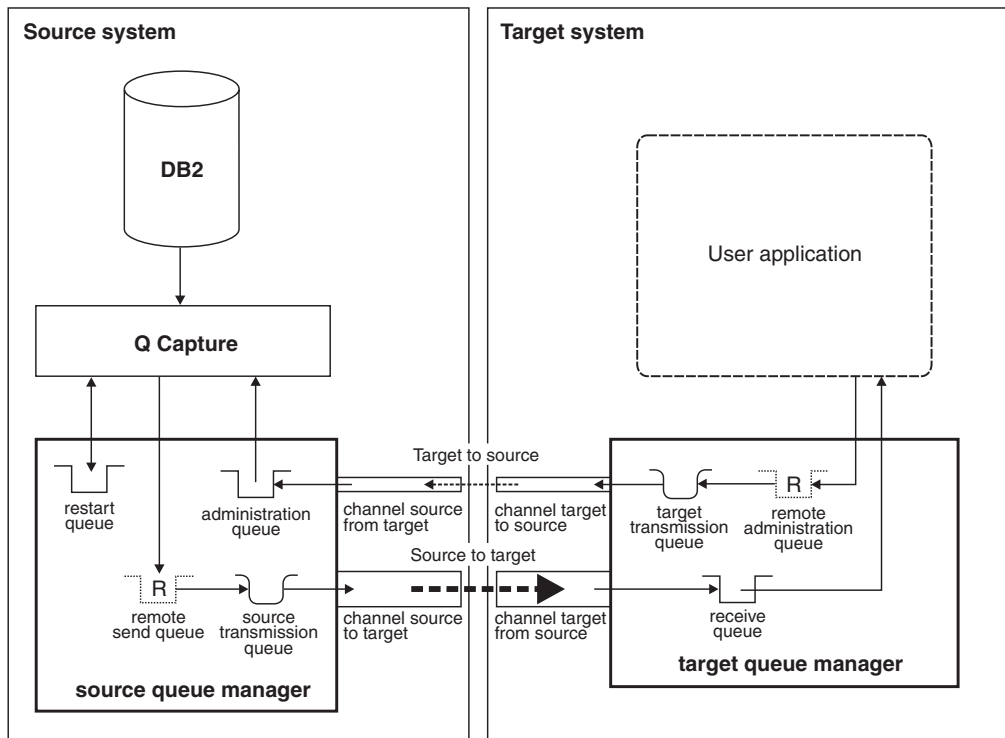 Source system
Target system
DB2
User application
Q Capture
Target to source
restart
queue
administration
queue
channel source
from target
channel target
to source
target
transmission
queue
R
remote
administration
queue
Source to target
R
remote
send queue
source
transmission
queue
channel source
to target
channel target
from source
receive
queue
source queue manager
target queue manager